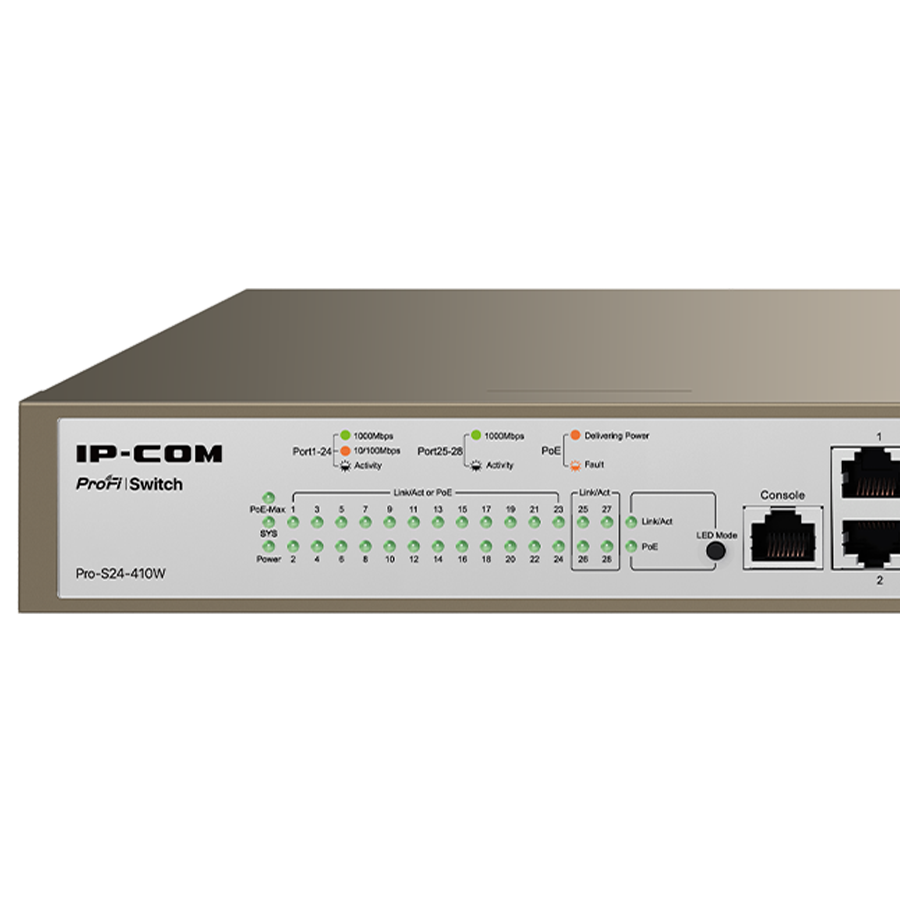 IP-COM
ProFi | Switch
Pro-S24-410W
Port1-24
1000Mbps
10/100Mbps
Activity
Port25-28
1000Mbps
Activity
PoE
Delivering Power
Fault
PoE-Max
SYS
Power
Link/Act or PoE
1 3 5 7 9 11 13 15 17 19 21 23
2 4 6 8 10 12 14 16 18 20 22 24
Link/Act
25 27
26 28
Link/Act
PoE
LED Mode
Console
1
2